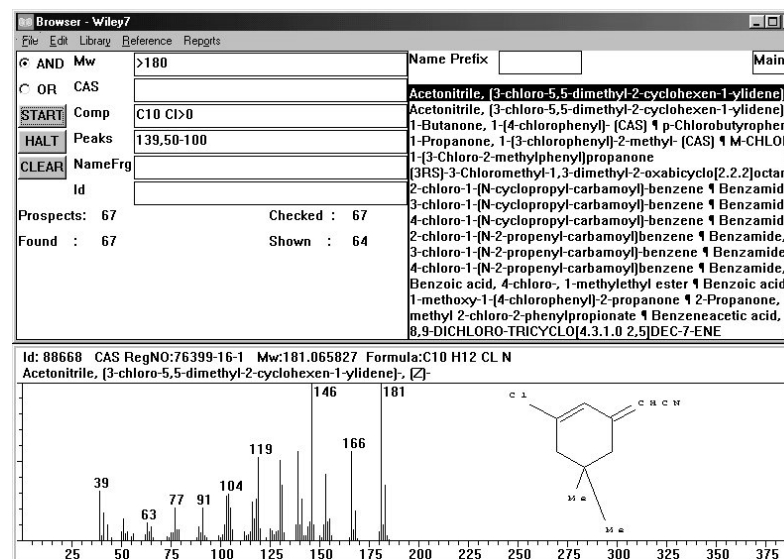 Browser - Wiley7
File Edit Library Reference Reports
AND Mw >180
OR CAS
START Comp C10 Cl>0
HALT Peaks 139,50-100
CLEAR NameFrg
Id
Prospects: 67 Checked : 67
Found : 67 Shown : 64
Name Prefix Main
Acetonitrile, (3-chloro-5,5-dimethyl-2-cyclohexen-1-ylidene)
Acetonitrile, (3-chloro-5,5-dimethyl-2-cyclohexen-1-ylidene)
1-Butanone, 1-(4-chlorophenyl)- (CAS) ¶ p-Chlorobutyrophen
1-Propanone, 1-(3-chlorophenyl)-2-methyl- (CAS) ¶ M-CHLO
1-(3-Chloro-2-methylphenyl)propanone
(3RS)-3-Chloromethyl-1,3-dimethyl-2-oxabicyclo[2.2.2]octan
2-chloro-1-(N-cyclopropyl-carbamoyl)-benzene ¶ Benzamid
3-chloro-1-(N-cyclopropyl-carbamoyl)-benzene ¶ Benzamid
4-chloro-1-(N-cyclopropyl-carbamoyl)-benzene ¶ Benzamid
2-chloro-1-(N-2-propenyl-carbamoyl)benzene ¶ Benzamide,
3-chloro-1-(N-2-propenyl-carbamoyl)-benzene ¶ Benzamide
4-chloro-1-(N-2-propenyl-carbamoyl)benzene ¶ Benzamide,
Benzoic acid, 4-chloro-, 1-methylethyl ester ¶ Benzoic acid
1-methoxy-1-(4-chlorophenyl)-2-propanone ¶ 2-Propanone,
methyl 2-chloro-2-phenylpropionate ¶ Benzeneacetic acid,
8,9-DICHLORO-TRICYCLO[4.3.1.0 2,5]DEC-7-ENE
Id: 88668 CAS RegNO:76399-16-1 Mw:181.065827 Formula:C10 H12 CL N
Acetonitrile, (3-chloro-5,5-dimethyl-2-cyclohexen-1-ylidene)-, (Z)-
146 181
Cl CHCN
166
119
39 104
77 91
63
Me
Me
25 50 75 100 125 150 175 200 225 250 275 300 325 350 375